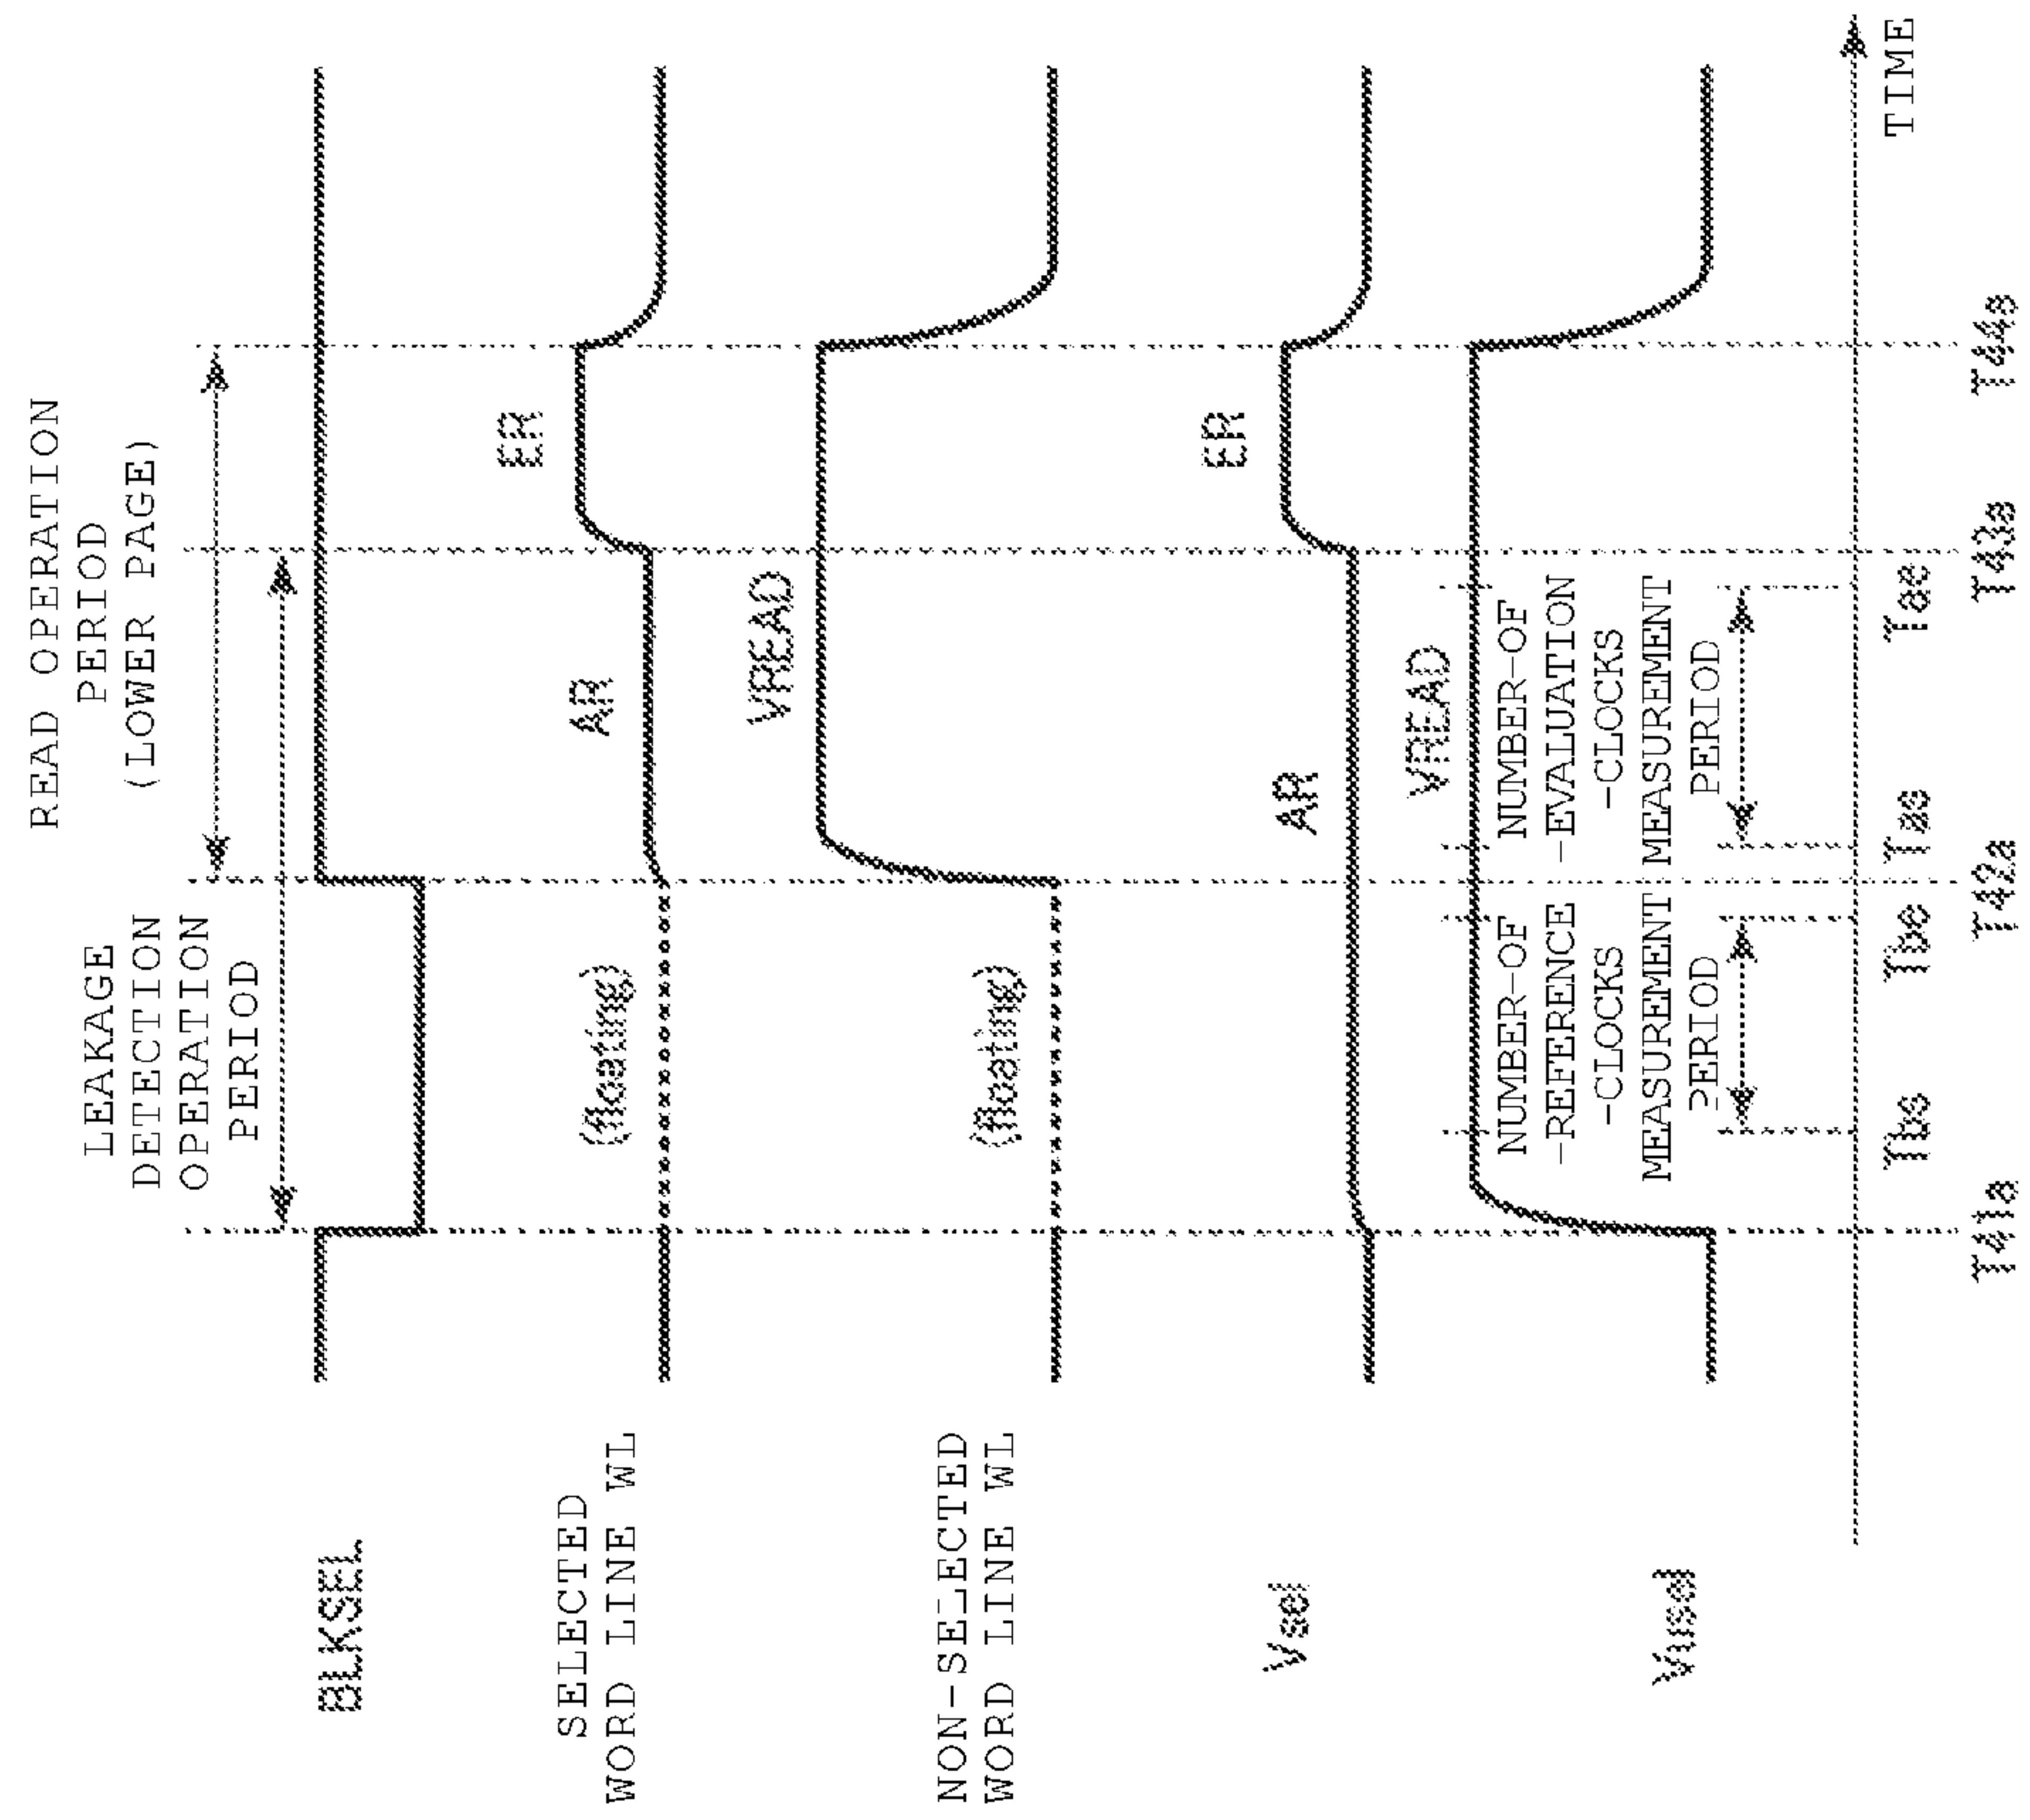 READ OPERATION
PERIOD
(LOWER PAGE)
LEAKAGE
DETECTION
OPERATION
PERIOD
BLKSEL
SELECTED
WORD LINE WL
(floating)
AR
ER
NON-SELECTED
WORD LINE WL
(floating)
VREAD
Vsel
AR
ER
Vusel
VREAD
NUMBER-OF
-REFERENCE
-CLOCKS
MEASUREMENT
PERIOD
NUMBER-OF
-EVALUATION
-CLOCKS
MEASUREMENT
PERIOD
TIME
Tbs
Tbe
Tas
Tae
T41a
T42a
T43a
T44a